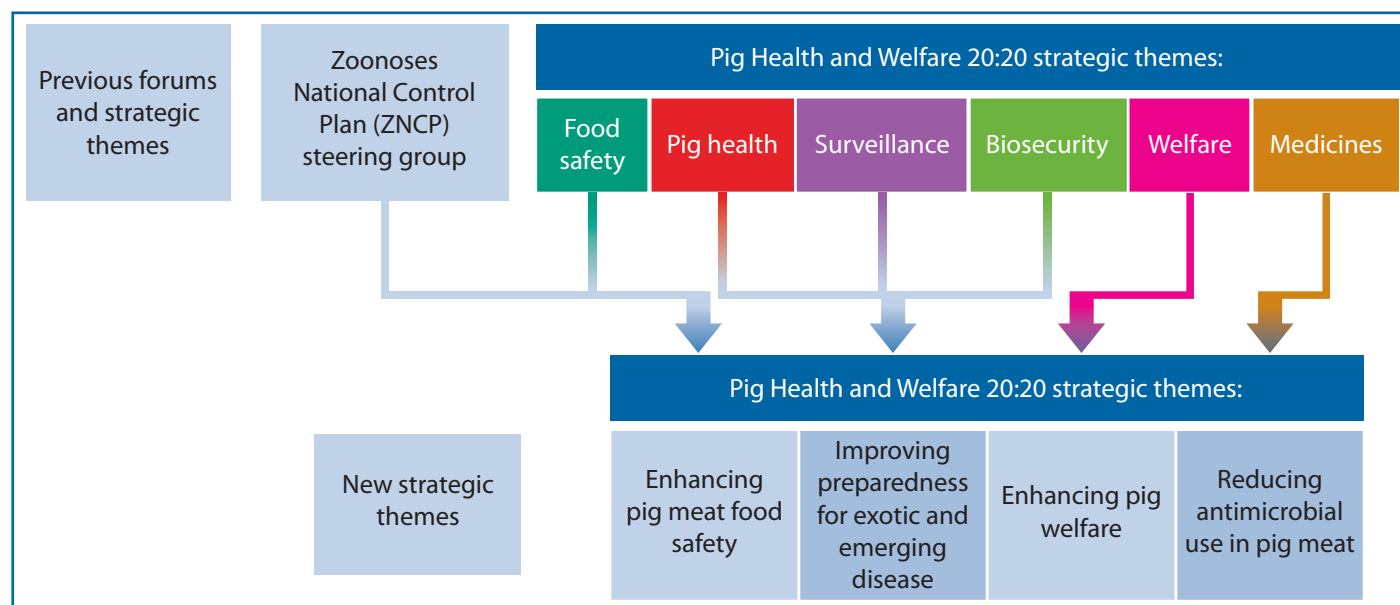 Previous forums
and strategic
themes
Zoonoses
National Control
Plan (ZNCP)
steering group
Pig Health and Welfare 20:20 strategic themes:
Food
safety
Pig health
Surveillance
Biosecurity
Welfare
Medicines
Pig Health and Welfare 20:20 strategic themes:
New strategic
themes
Enhancing
pig meat food
safety
Improving
preparedness
for exotic and
emerging
disease
Enhancing pig
welfare
Reducing
antimicrobial
use in pig meat